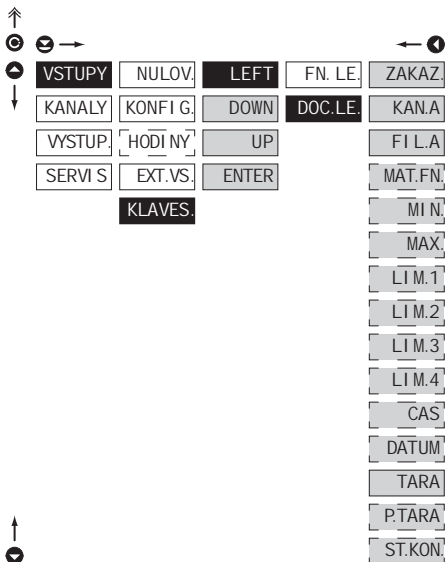 VSTUPY NULOV. LEFT FN. LE. ZAKAZ.
KANALY KONFIG. DOWN DOC.LE. KAN.A
VYSTUP. HODINY UP FIL.A
SERVIS EXT.VS. ENTER MAT.FN.
KLAVES. MIN.
MAX.
LIM.1
LIM.2
LIM.3
LIM.4
CAS
DATUM
TARA
P.TARA
ST.KON.